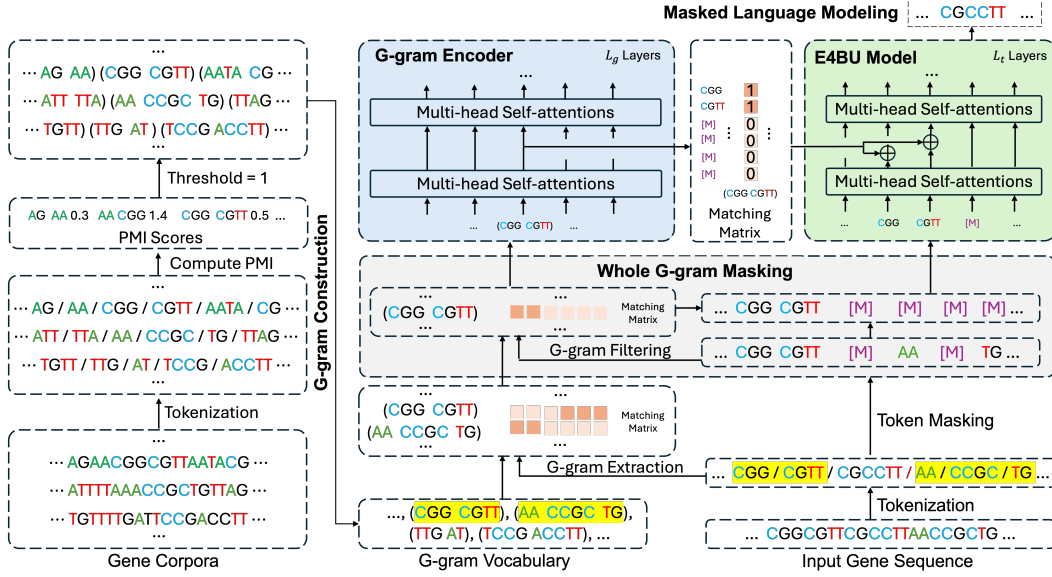 Masked Language Modeling
... CGCCTT ...
...
... AG AA) (CGG CGTT) (AATA CG ...
... ATT TTA) (AA CCGC TG) (TTAG ...
... TGTT) (TTG AT) (TCCG ACCTT) ...
...
Threshold = 1
AG AA 0.3 AA CGG 1.4 CGG CGTT 0.5 ...
PMI Scores
Compute PMI
...
... AG / AA / CGG / CGTT / AATA / CG ...
... ATT / TTA / AA / CCGC / TG / TTAG ...
... TGTT / TTG / AT / TCCG / ACCTT ...
...
Tokenization
...
... AGAACGGCGTTAATACG ...
... ATTTTAAACCGCTGTTAG ...
... TGTTTTGATTCCGACCTT ...
...
Gene Corpora
G-gram Construction
G-gram Encoder
Lg Layers
...
Multi-head Self-attentions
Multi-head Self-attentions
... (CGG CGTT) ...
CGG 1
CGTT 1
[M] 0
[M] 0
[M] 0
[M] 0
(CGG CGTT)
Matching
Matrix
E4BU Model
Lt Layers
...
Multi-head Self-attentions
Multi-head Self-attentions
... CGG CGTT [M] ...
Whole G-gram Masking
...
(CGG CGTT)
...
...
...
Matching
Matrix
... CGG CGTT [M] [M] [M] [M] ...
G-gram Filtering
... CGG CGTT [M] AA [M] TG ...
...
(CGG CGTT)
(AA CCGC TG)
...
...
...
Matching
Matrix
Token Masking
G-gram Extraction
... CGG / CGTT / CGCCTT / AA / CCGC / TG ...
Tokenization
..., (CGG CGTT), (AA CCGC TG),
(TTG AT), (TCCG ACCTT), ...
G-gram Vocabulary
... CGGCGTTCGCCTTAACCGCTG ...
Input Gene Sequence